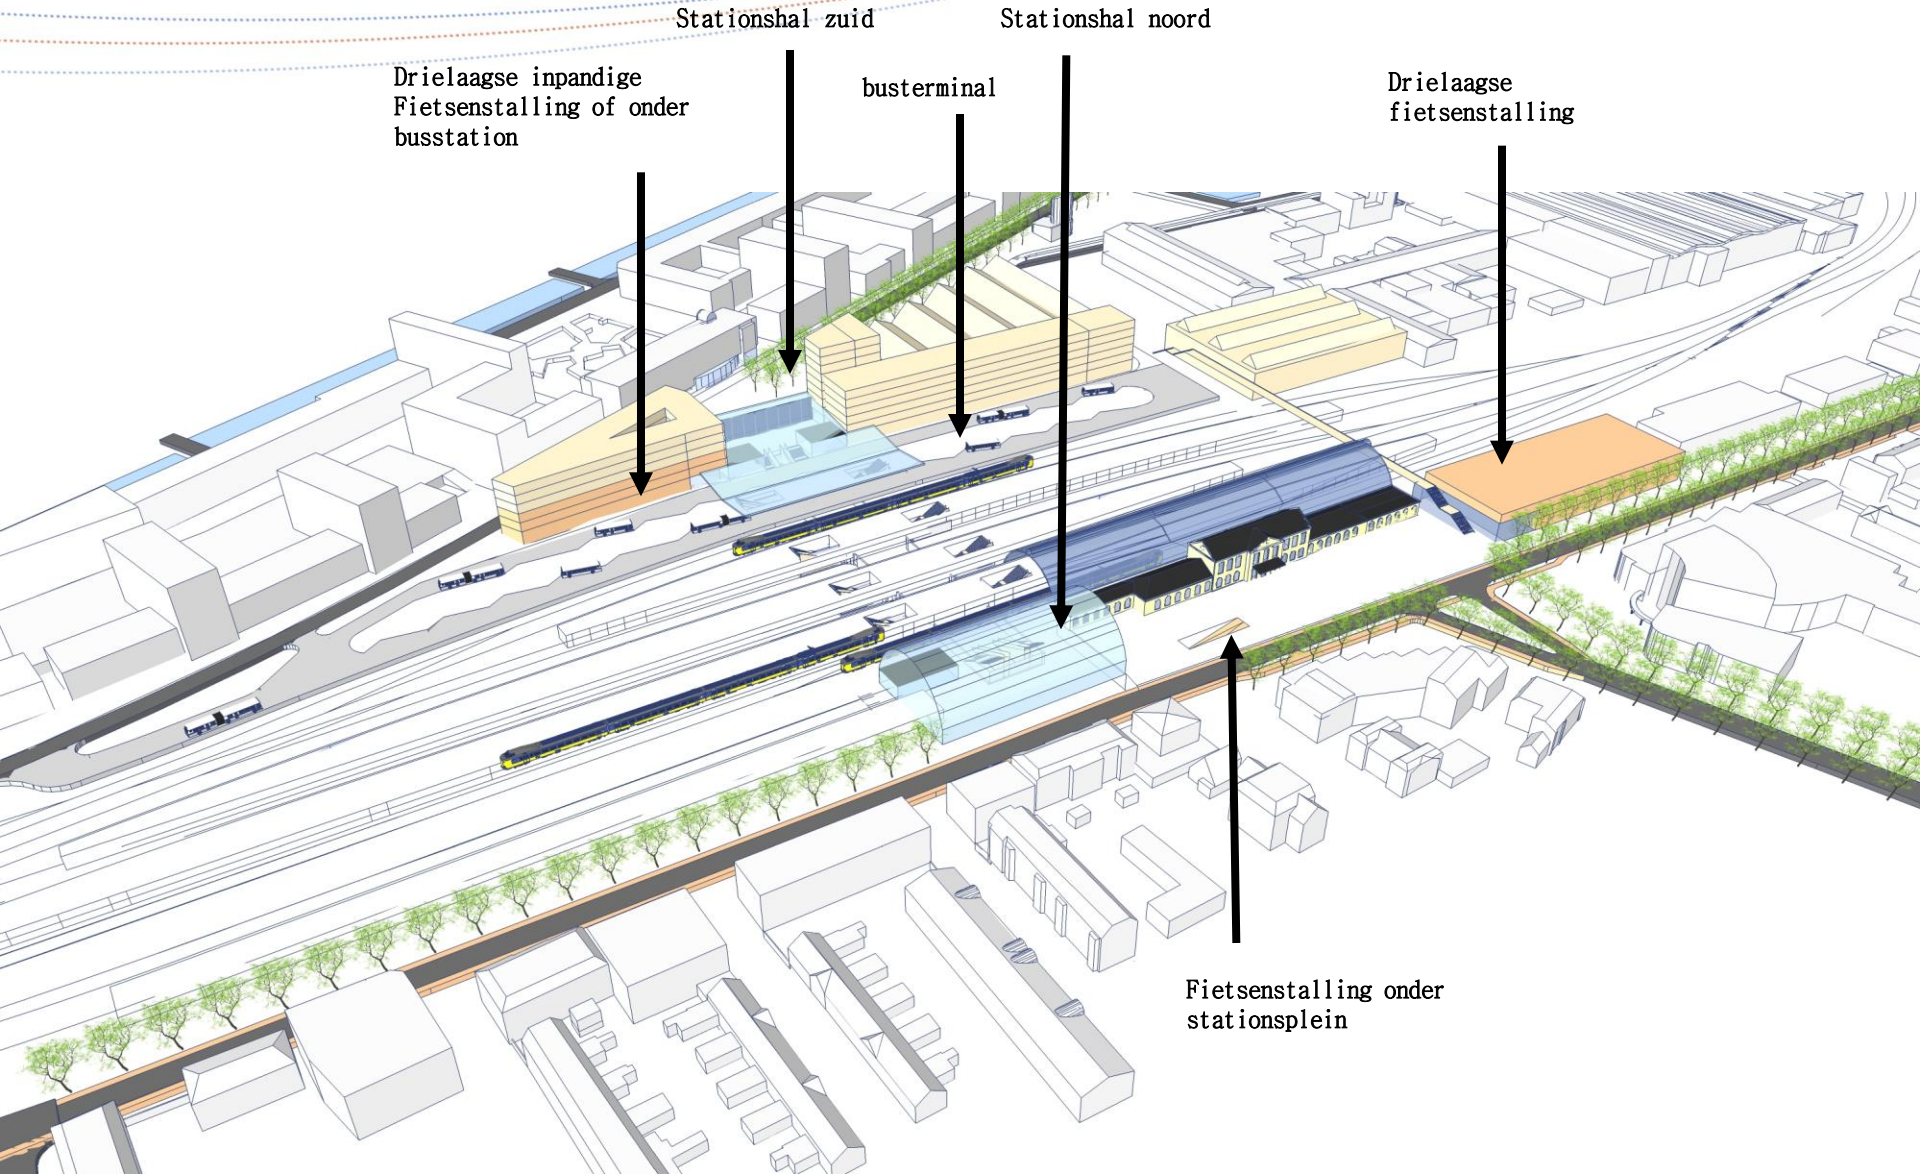 Stationshal zuid
Stationshal noord
Drielaagse inpandige
Fietsenstalling of onder
busstation
busterminal
Drielaagse
fietsenstalling
Fietsenstalling onder
stationsplein